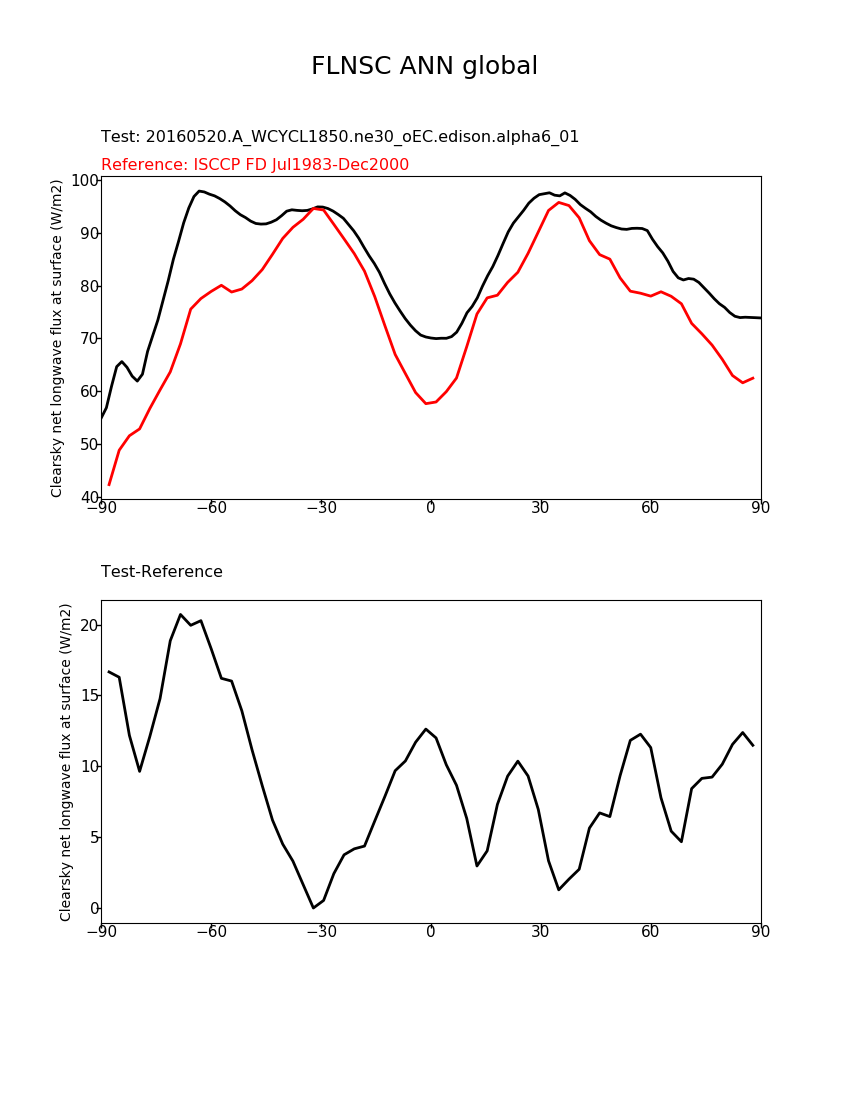 FLNSC ANN global
Test: 20160520.A_WCYCL1850.ne30_oEC.edison.alpha6_01
Reference: ISCCP FD Jul1983-Dec2000
Clearsky net longwave flux at surface (W/m2)
100
90
80
70
60
50
40
−90 −60 −30 0 30 60 90
Test-Reference
Clearsky net longwave flux at surface (W/m2)
20
15
10
5
0
−90 −60 −30 0 30 60 90